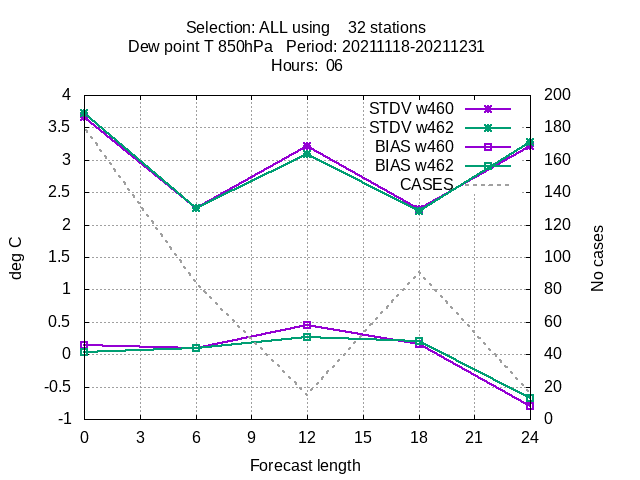 Selection: ALL using 32 stations
Dew point T 850hPa Period: 20211118-20211231
Hours: 06
STDV w460
STDV w462
BIAS w460
BIAS w462
CASES
4
3.5
3
2.5
2
1.5
1
0.5
0
-0.5
-1
200
180
160
140
120
100
80
60
40
20
0
deg C
No cases
0 3 6 9 12 15 18 21 24
Forecast length